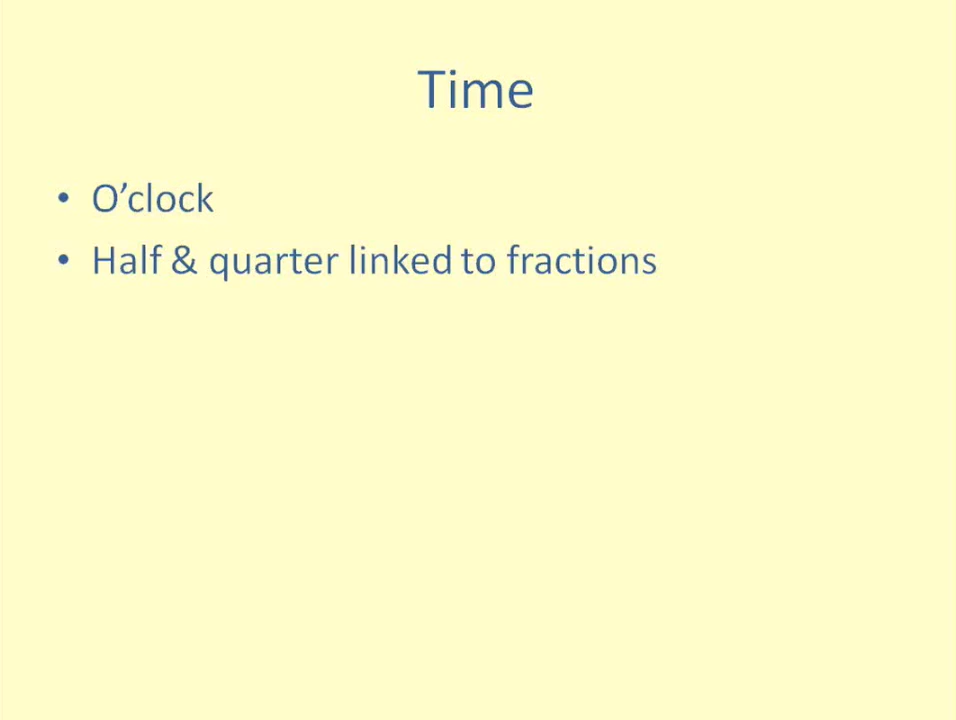 Time
• O’clock
• Half & quarter linked to fractions